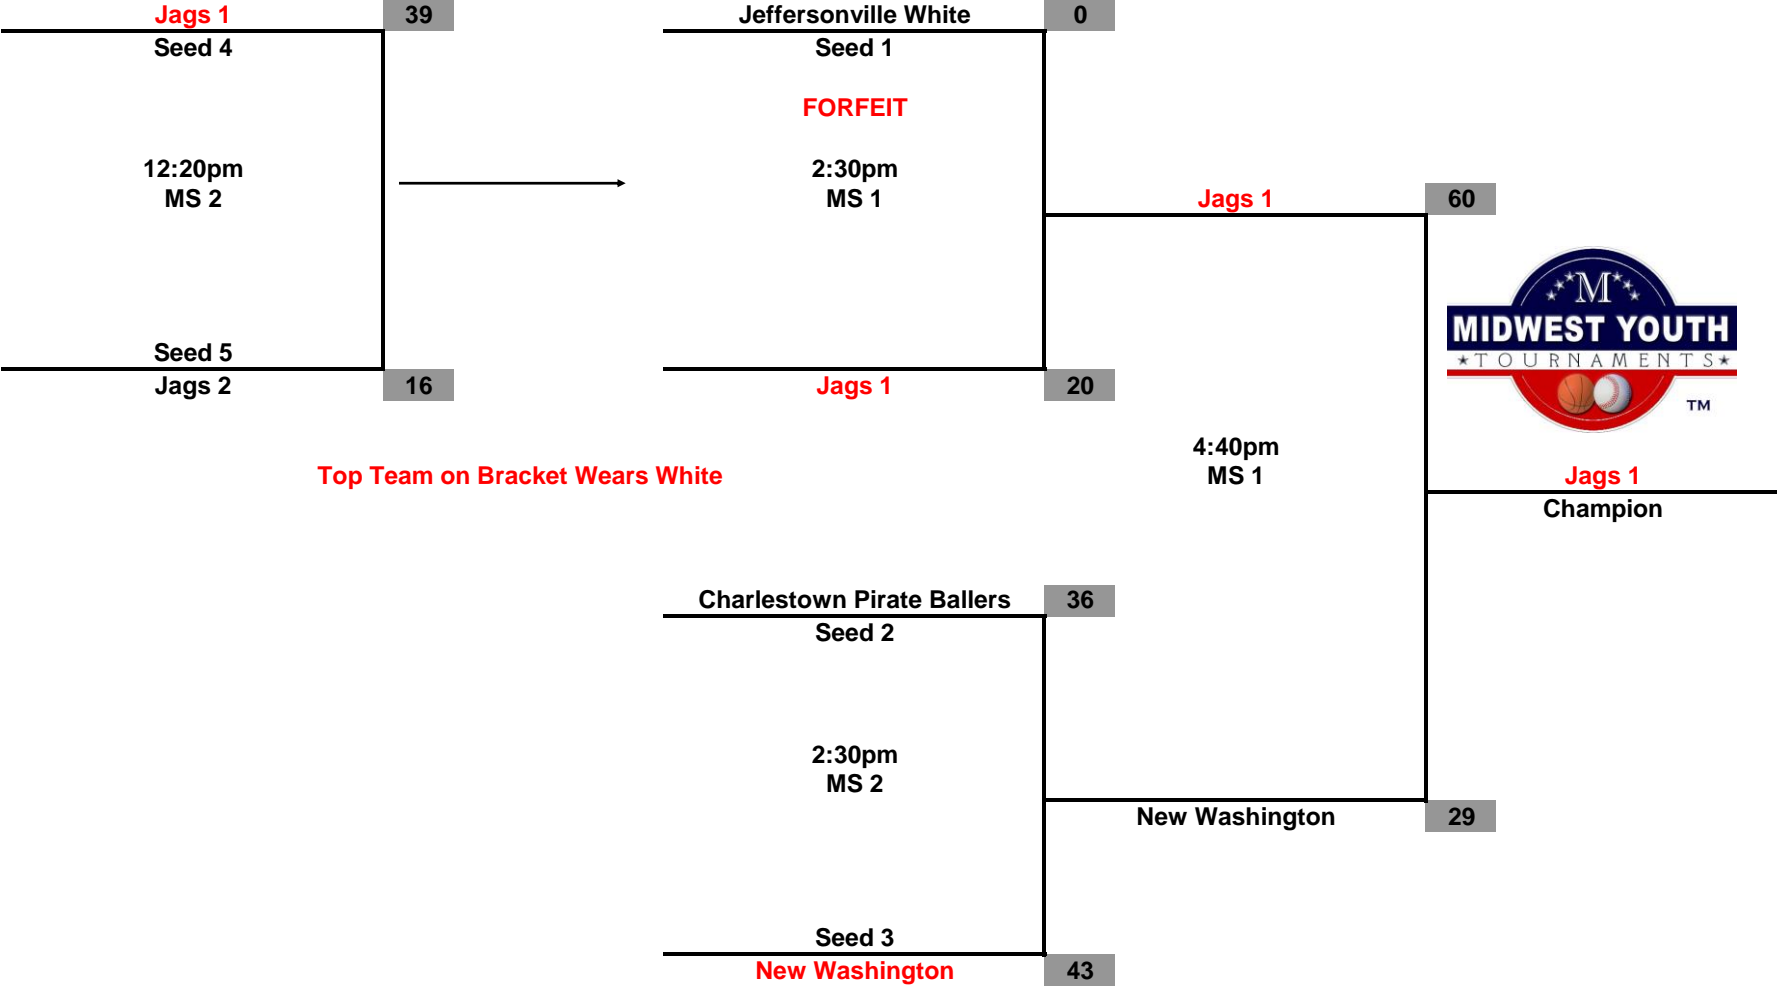 Jags 1 39
Seed 4
12:20pm
MS 2
Seed 5
Jags 2 16
Jeffersonville White 0
Seed 1
FORFEIT
2:30pm
MS 1
Jags 1 20
Jags 1 60
4:40pm
MS 1
M
MIDWEST YOUTH
TOURNAMENTS
TM
Jags 1
Champion
Top Team on Bracket Wears White
Charlestown Pirate Ballers 36
Seed 2
2:30pm
MS 2
New Washington 29
Seed 3
New Washington 43